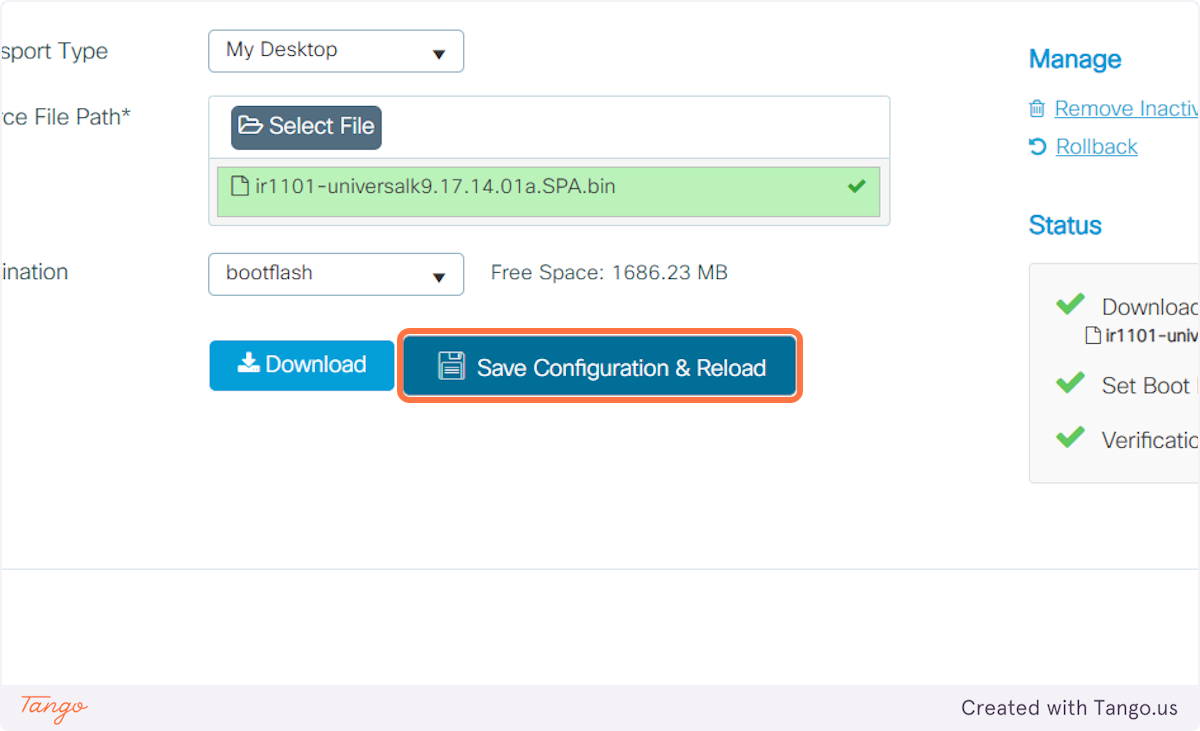 sport Type
My Desktop
rce File Path*
Select File
ir1101-universalk9.17.14.01a.SPA.bin
ination
bootflash
Free Space: 1686.23 MB
Download
Save Configuration & Reload
Manage
Remove Inactiv
Rollback
Status
Download
ir1101-univ
Set Boot
Verificatio
Tango
Created with Tango.us